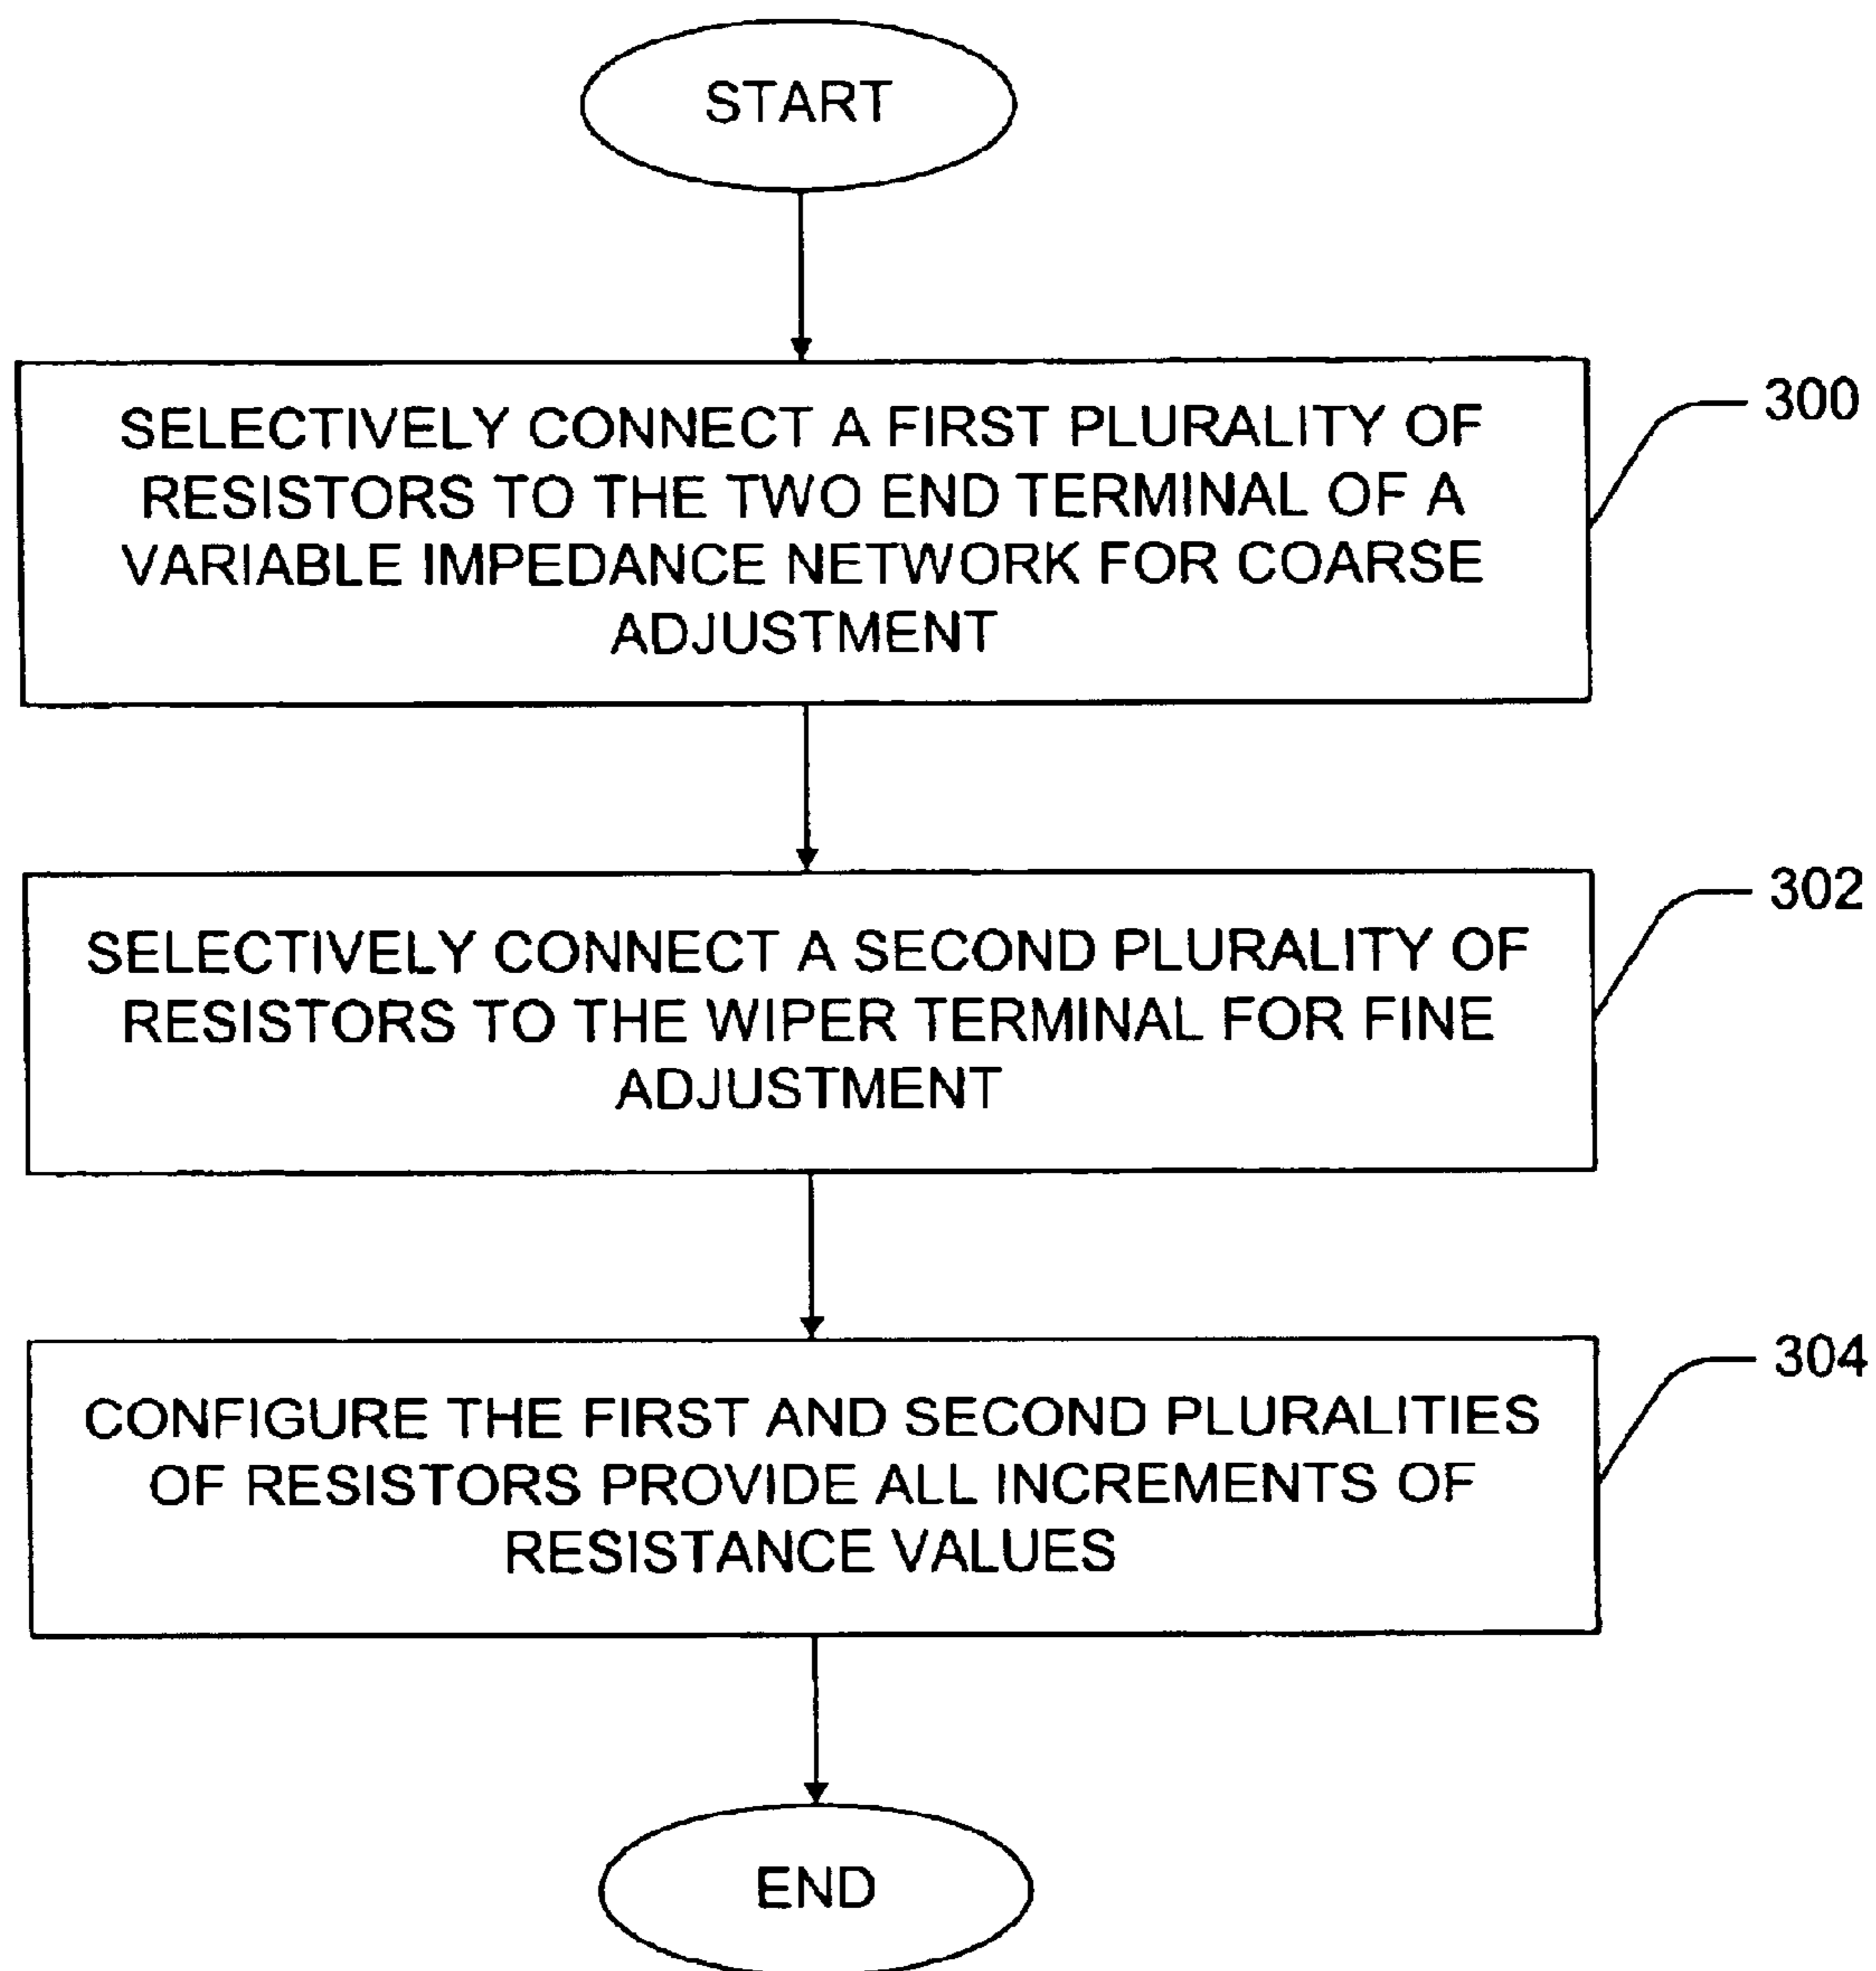 START
SELECTIVELY CONNECT A FIRST PLURALITY OF
RESISTORS TO THE TWO END TERMINAL OF A
VARIABLE IMPEDANCE NETWORK FOR COARSE
ADJUSTMENT
300
SELECTIVELY CONNECT A SECOND PLURALITY OF
RESISTORS TO THE WIPER TERMINAL FOR FINE
ADJUSTMENT
302
CONFIGURE THE FIRST AND SECOND PLURALITIES
OF RESISTORS PROVIDE ALL INCREMENTS OF
RESISTANCE VALUES
304
END